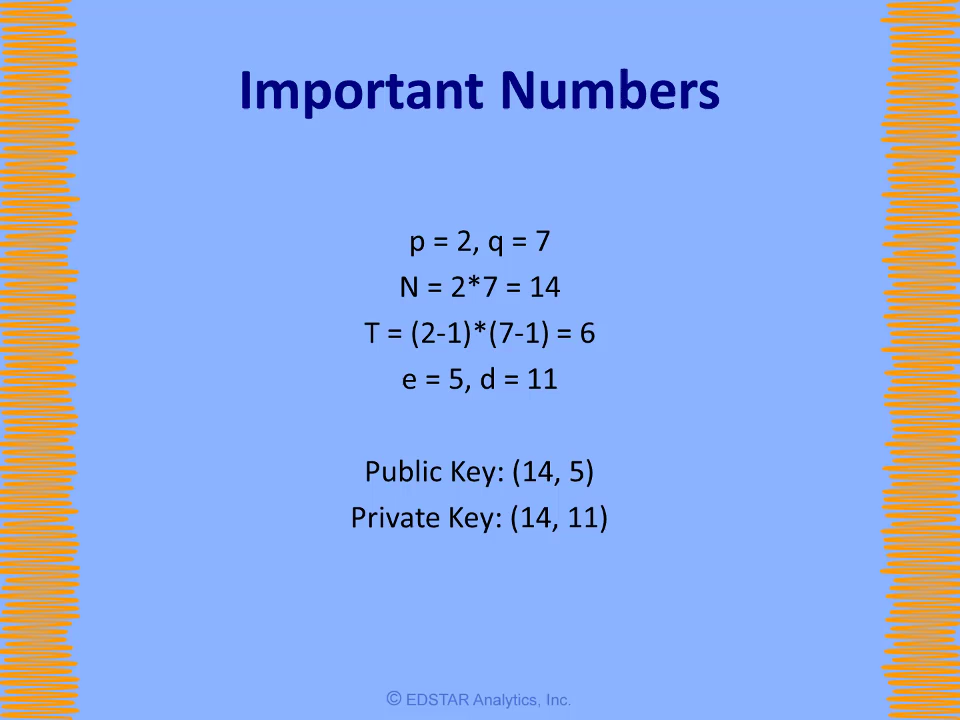 Important Numbers
p = 2, q = 7
N = 2*7 = 14
T = (2-1)*(7-1) = 6
e = 5, d = 11
Public Key: (14, 5)
Private Key: (14, 11)
© EDSTAR Analytics, Inc.